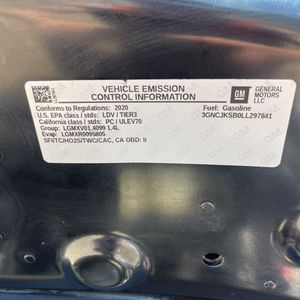 VEHICLE EMISSION
CONTROL INFORMATION
GM
GENERAL
MOTORS
LLC
Conforms to Regulations: 2020
Fuel: Gasoline
U.S. EPA class / stds: LDV / TIER3
3GNCJKSB0LL297841
California class / stds: PC / ULEV70
Group: LGMXV01.4099 1.4L
Evap: LGMXR0095805
SFI/TC/HO2S/TWC/CAC, CA OBD: II